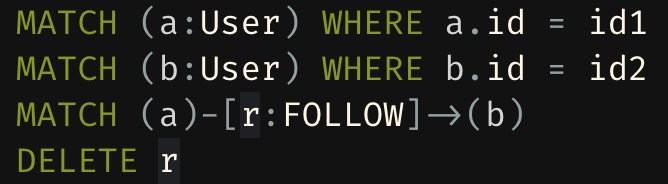 MATCH (a:User) WHERE a.id = id1
MATCH (b:User) WHERE b.id = id2
MATCH (a)-[r:FOLLOW]->(b)
DELETE r